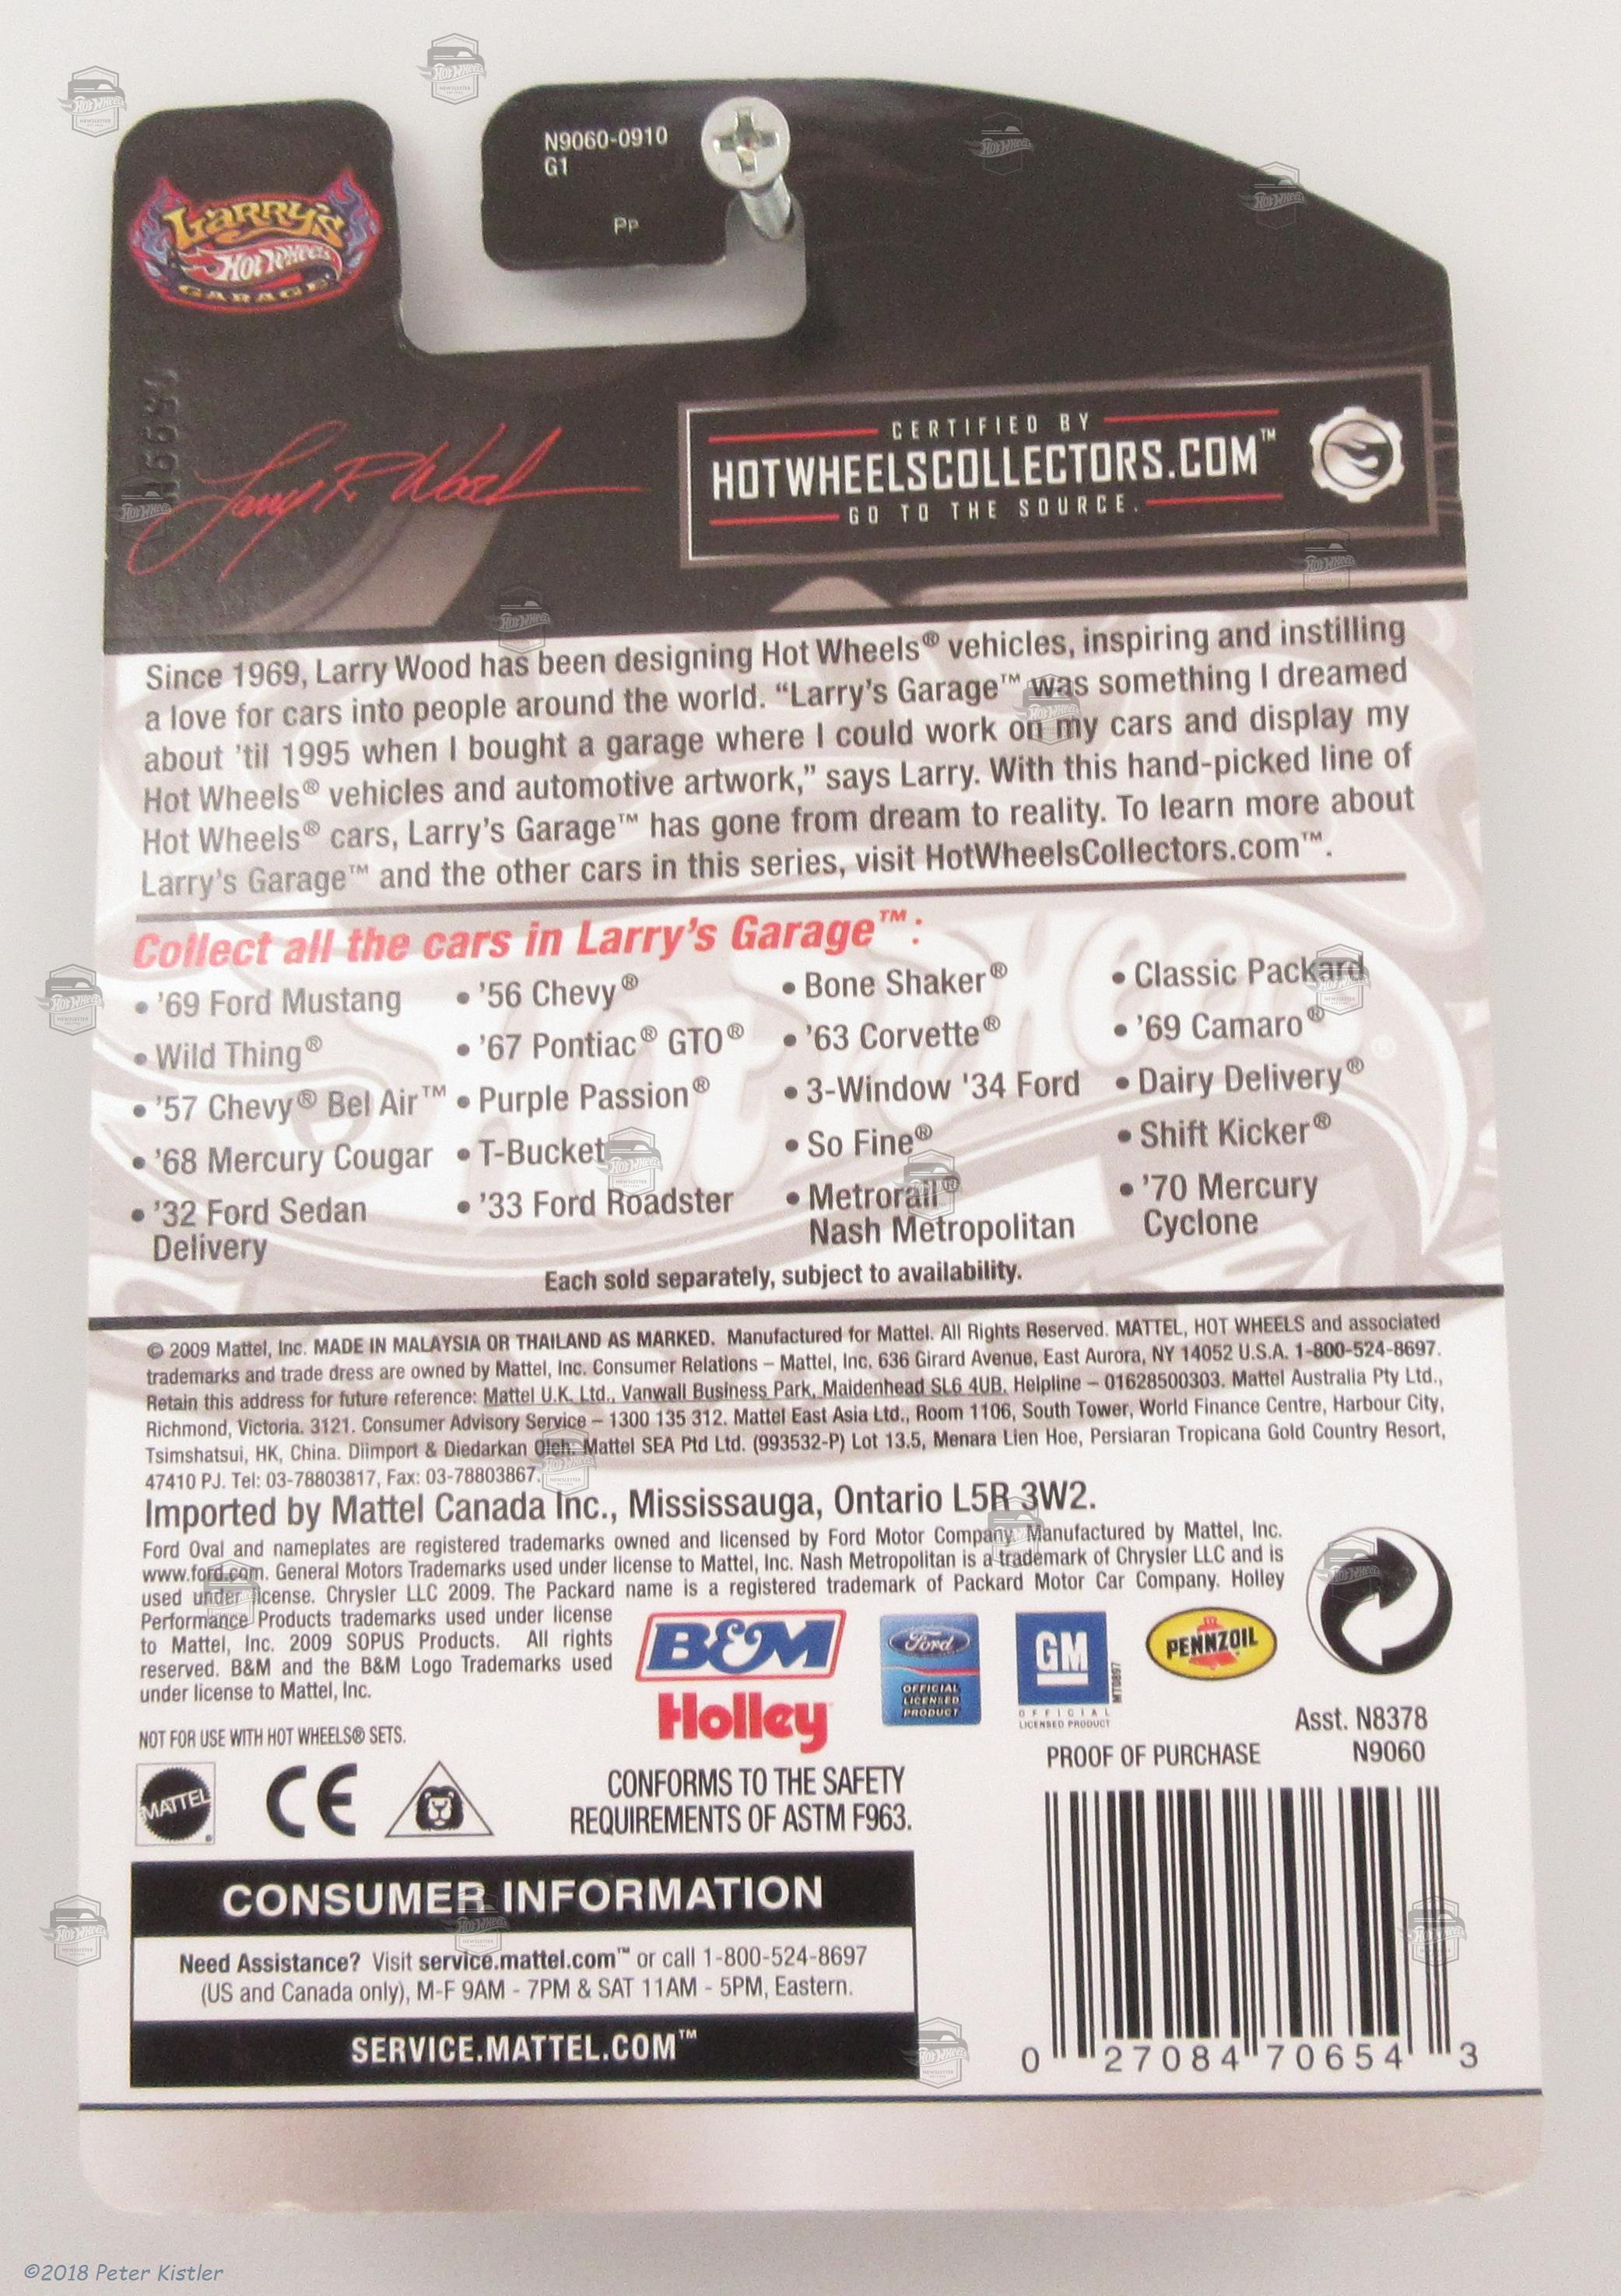 N9060-0910
G1
Pp
LARRY'S
HOT WHEELS
GARAGE
Larry R. Wood
CERTIFIED BY
HOTWHEELSCOLLECTORS.COM™
GO TO THE SOURCE.
Since 1969, Larry Wood has been designing Hot Wheels® vehicles, inspiring and instilling
a love for cars into people around the world. “Larry’s Garage™ was something I dreamed
about ’til 1995 when I bought a garage where I could work on my cars and display my
Hot Wheels® vehicles and automotive artwork,” says Larry. With this hand-picked line of
Hot Wheels® cars, Larry’s Garage™ has gone from dream to reality. To learn more about
Larry’s Garage™ and the other cars in this series, visit HotWheelsCollectors.com™.
Collect all the cars in Larry’s Garage™:
• ’69 Ford Mustang
• Wild Thing®
• ’57 Chevy® Bel Air™
• ’68 Mercury Cougar
• ’32 Ford Sedan
Delivery
• ’56 Chevy®
• ’67 Pontiac® GTO®
• Purple Passion®
• T-Bucket
• ’33 Ford Roadster
• Bone Shaker®
• ’63 Corvette®
• 3-Window '34 Ford
• So Fine®
• Metrorail®
Nash Metropolitan
• Classic Packard
• ’69 Camaro®
• Dairy Delivery®
• Shift Kicker®
• ’70 Mercury
Cyclone
Each sold separately, subject to availability.
© 2009 Mattel, Inc. MADE IN MALAYSIA OR THAILAND AS MARKED. Manufactured for Mattel. All Rights Reserved. MATTEL, HOT WHEELS and associated
trademarks and trade dress are owned by Mattel, Inc. Consumer Relations – Mattel, Inc. 636 Girard Avenue, East Aurora, NY 14052 U.S.A. 1-800-524-8697.
Retain this address for future reference: Mattel U.K. Ltd., Vanwall Business Park, Maidenhead SL6 4UB. Helpline – 01628500303. Mattel Australia Pty Ltd.,
Richmond, Victoria. 3121. Consumer Advisory Service – 1300 135 312. Mattel East Asia Ltd., Room 1106, South Tower, World Finance Centre, Harbour City,
Tsimshatsui, HK, China. Diimport & Diedarkan Oleh: Mattel SEA Ptd Ltd. (993532-P) Lot 13.5, Menara Lien Hoe, Persiaran Tropicana Gold Country Resort,
47410 PJ. Tel: 03-78803817, Fax: 03-78803867.
Imported by Mattel Canada Inc., Mississauga, Ontario L5R 3W2.
Ford Oval and nameplates are registered trademarks owned and licensed by Ford Motor Company. Manufactured by Mattel, Inc.
www.ford.com. General Motors Trademarks used under license to Mattel, Inc. Nash Metropolitan is a trademark of Chrysler LLC and is
used under license. Chrysler LLC 2009. The Packard name is a registered trademark of Packard Motor Car Company. Holley
Performance Products trademarks used under license
to Mattel, Inc. 2009 SOPUS Products. All rights
reserved. B&M and the B&M Logo Trademarks used
under license to Mattel, Inc.
B&M
Holley
Ford
OFFICIAL
LICENSED
PRODUCT
GM
MT0897
OFFICIAL
LICENSED PRODUCT
PENNZOIL
NOT FOR USE WITH HOT WHEELS® SETS.
Asst. N8378
N9060
PROOF OF PURCHASE
MATTEL
CE
CONFORMS TO THE SAFETY
REQUIREMENTS OF ASTM F963.
CONSUMER INFORMATION
Need Assistance? Visit service.mattel.com™ or call 1-800-524-8697
(US and Canada only), M-F 9AM - 7PM & SAT 11AM - 5PM, Eastern.
SERVICE.MATTEL.COM™
0 27084 70654 3
©2018 Peter Kistler